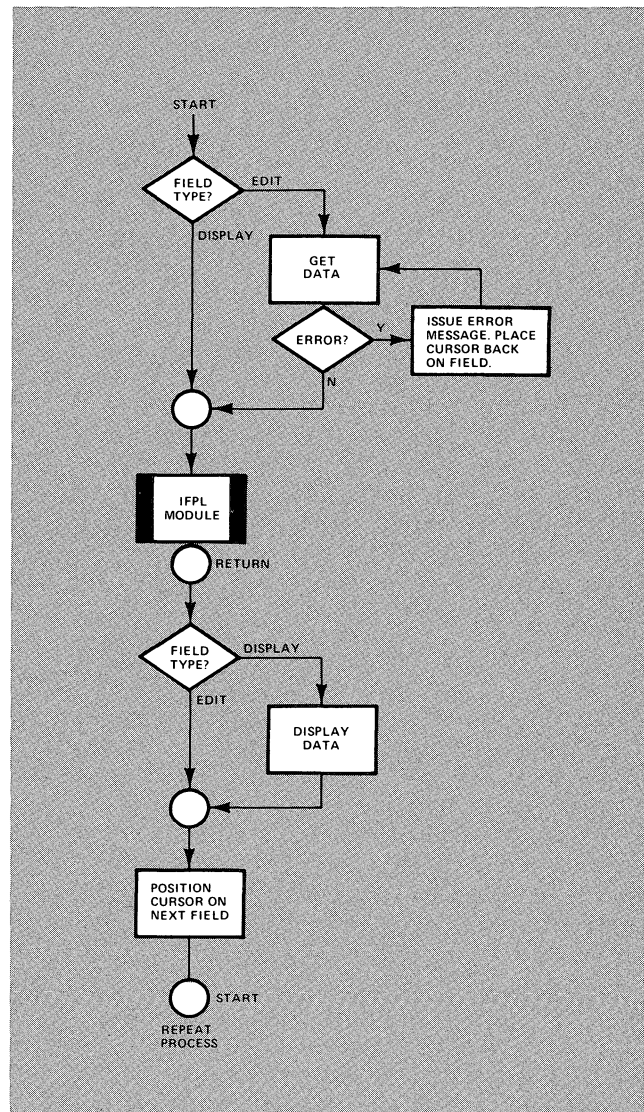 START
FIELD
TYPE?
EDIT
DISPLAY
GET
DATA
ERROR?
Y
ISSUE ERROR
MESSAGE. PLACE
CURSOR BACK
ON FIELD.
N
IFPL
MODULE
RETURN
FIELD
TYPE?
DISPLAY
EDIT
DISPLAY
DATA
POSITION
CURSOR ON
NEXT FIELD
START
REPEAT
PROCESS